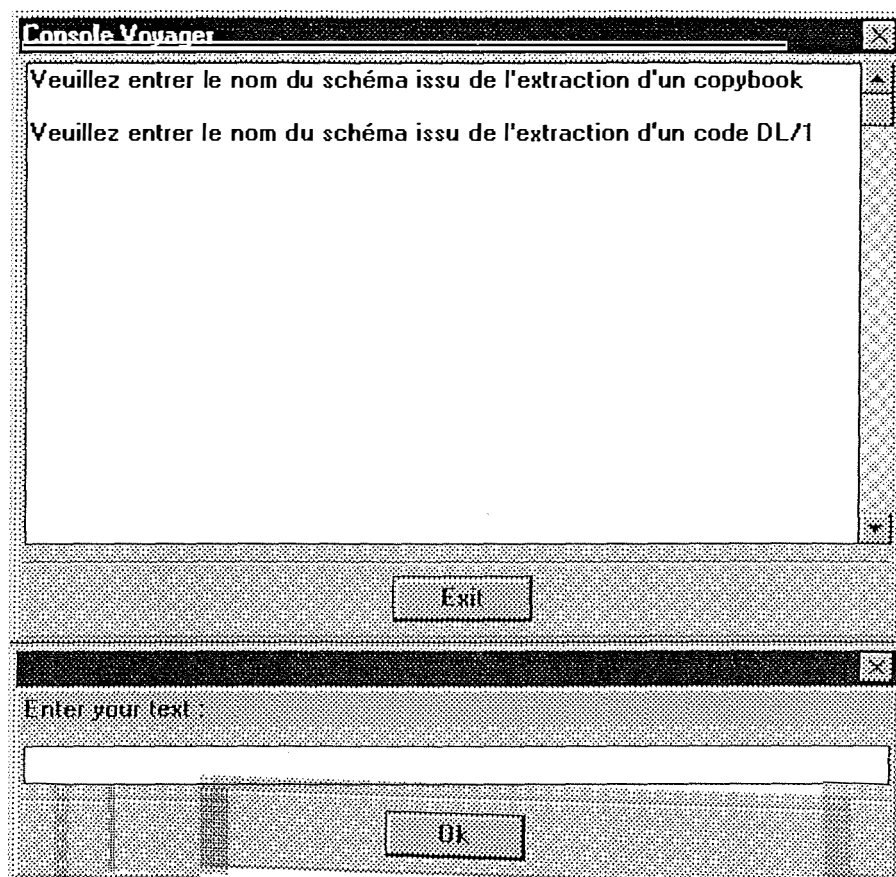 Console Voyager
Veuillez entrer le nom du schéma issu de l'extraction d'un copybook
Veuillez entrer le nom du schéma issu de l'extraction d'un code DL/1
Exit
Enter your text :
Ok